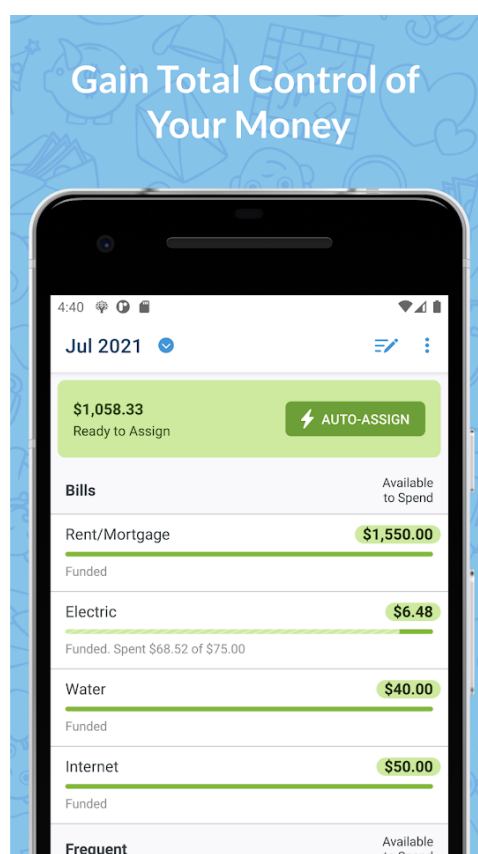 Gain Total Control of
Your Money
4:40
Jul 2021
$1,058.33
Ready to Assign
AUTO-ASSIGN
Bills
Available
to Spend
Rent/Mortgage $1,550.00
Funded
Electric $6.48
Funded. Spent $68.52 of $75.00
Water $40.00
Funded
Internet $50.00
Funded
Frequent
Available
to Spend